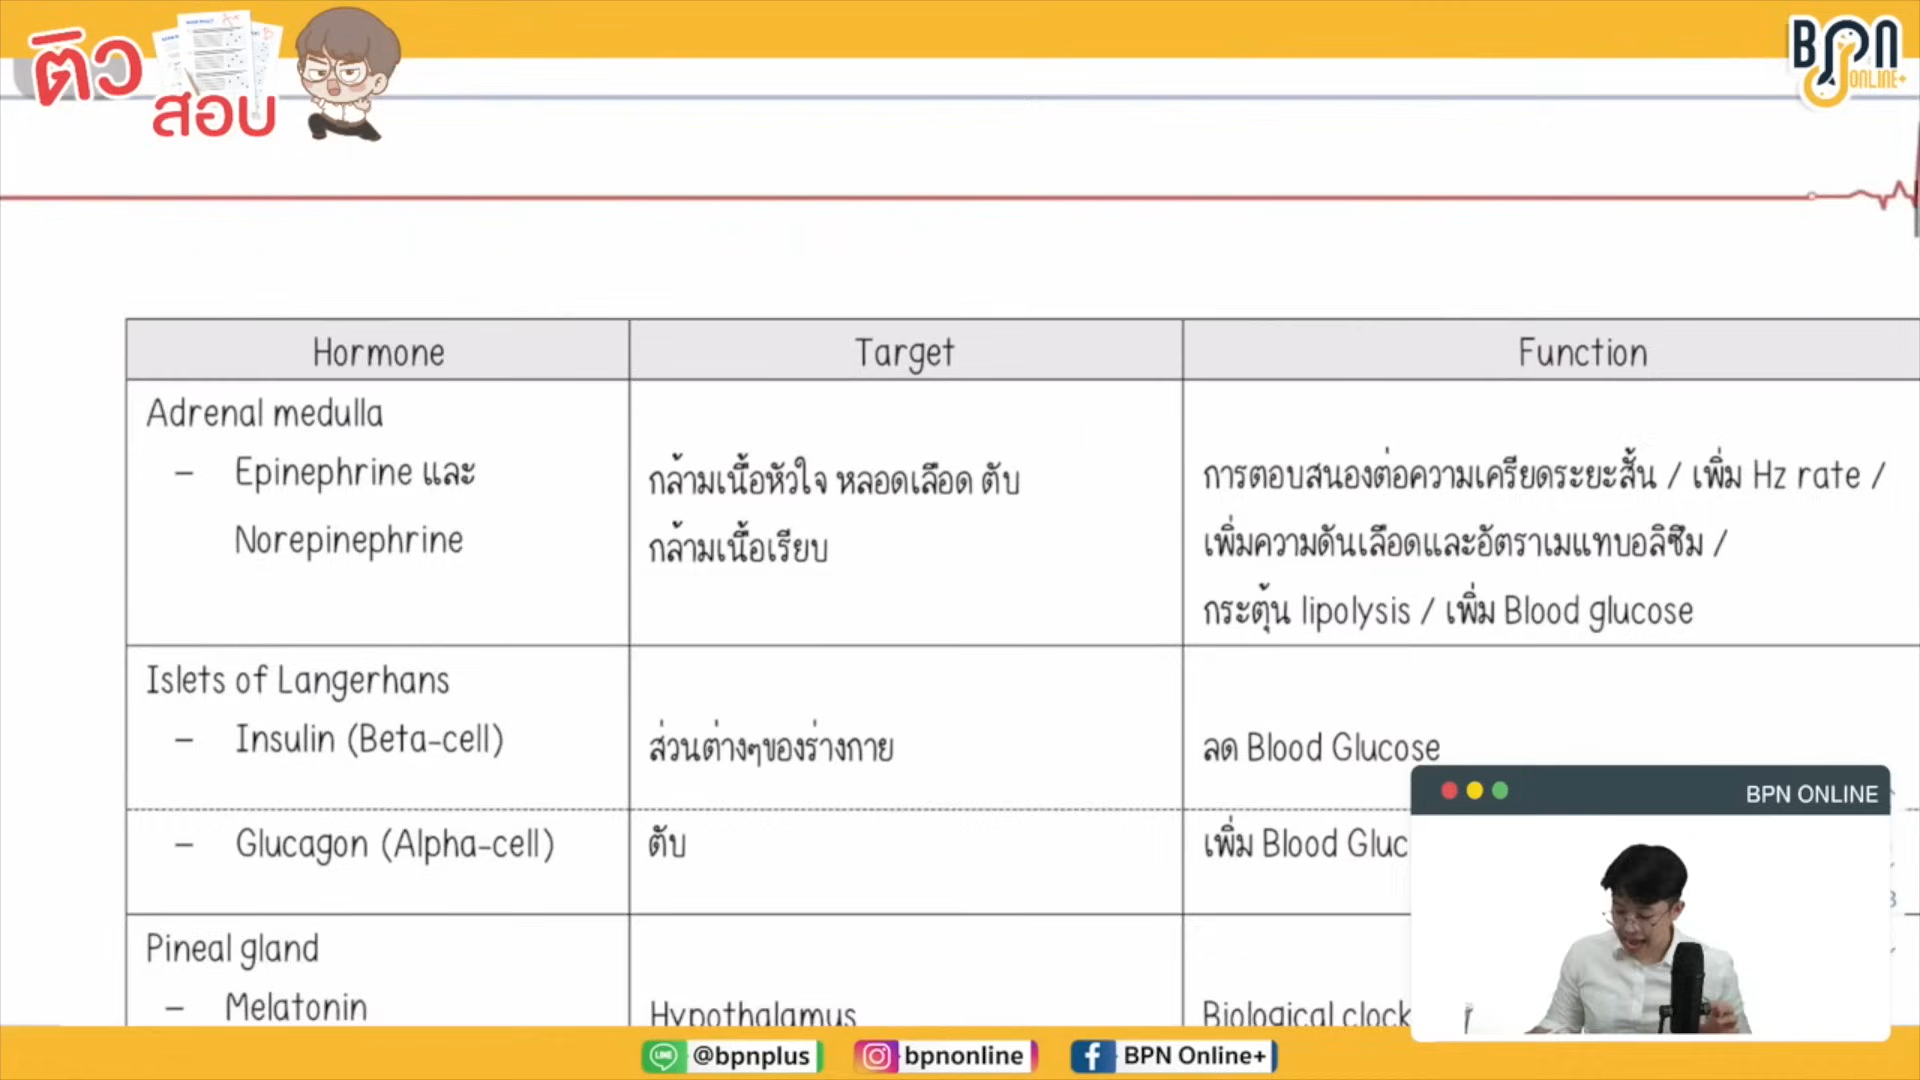 ติว
สอบ
BPN
ONLINE+
Hormone
Target
Function
Adrenal medulla
– Epinephrine และ
Norepinephrine
กล้ามเนื้อหัวใจ หลอดเลือด ตับ
กล้ามเนื้อเรียบ
การตอบสนองต่อความเครียดระยะสั้น / เพิ่ม Hz rate /
เพิ่มความดันเลือดและอัตราเมแทบอลิซึม /
กระตุ้น lipolysis / เพิ่ม Blood glucose
Islets of Langerhans
– Insulin (Beta-cell)
ส่วนต่างๆของร่างกาย
ลด Blood Glucose
– Glucagon (Alpha-cell)
ตับ
เพิ่ม Blood Gluc
Pineal gland
– Melatonin
Hypothalamus
Biological clock
BPN ONLINE
LINE @bpnplus
bpnonline
BPN Online+